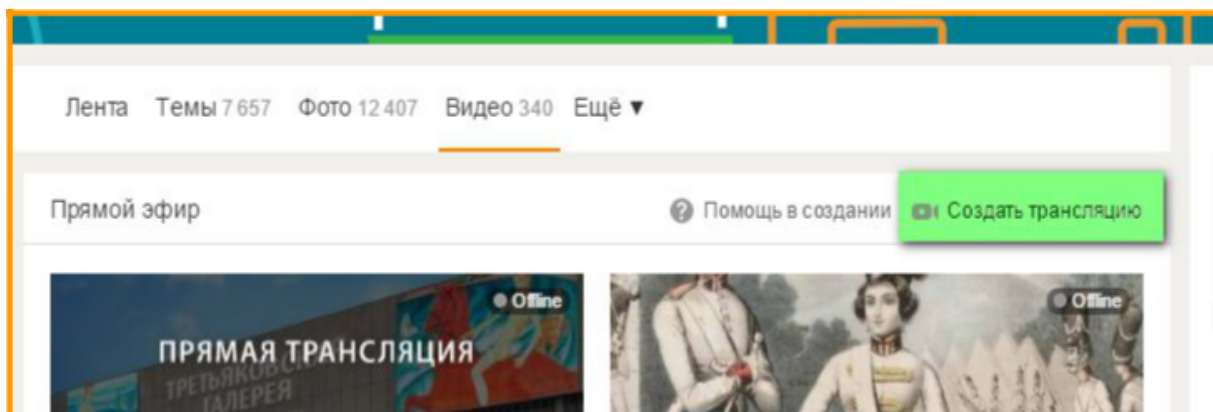 Лента Темы 7 657 Фото 12 407 Видео 340 Ещё ▼
Прямой эфир Помощь в создании Создать трансляцию
Offline Offline
ПРЯМАЯ ТРАНСЛЯЦИЯ
ТРЕТЬЯКОВСКАЯ
ГАЛЕРЕЯ